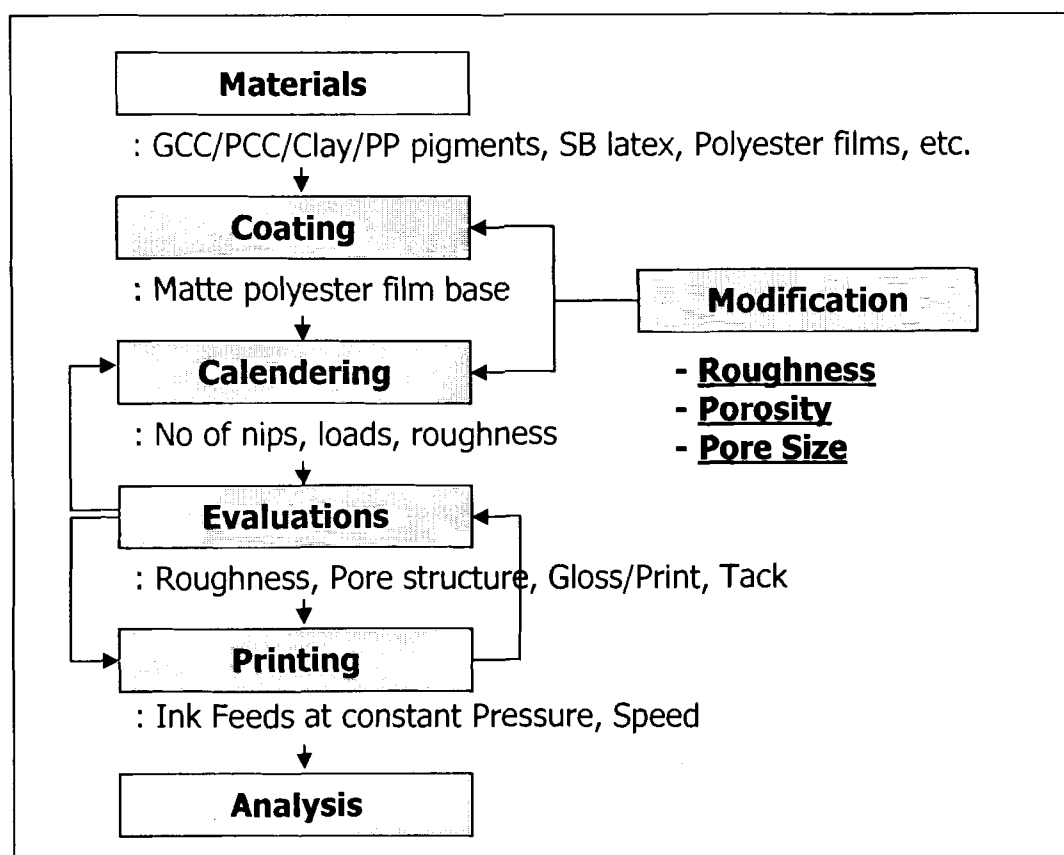 Materials
: GCC/PCC/Clay/PP pigments, SB latex, Polyester films, etc.
Coating
: Matte polyester film base
Modification
- Roughness
- Porosity
- Pore Size
Calendering
: No of nips, loads, roughness
Evaluations
: Roughness, Pore structure, Gloss/Print, Tack
Printing
: Ink Feeds at constant Pressure, Speed
Analysis